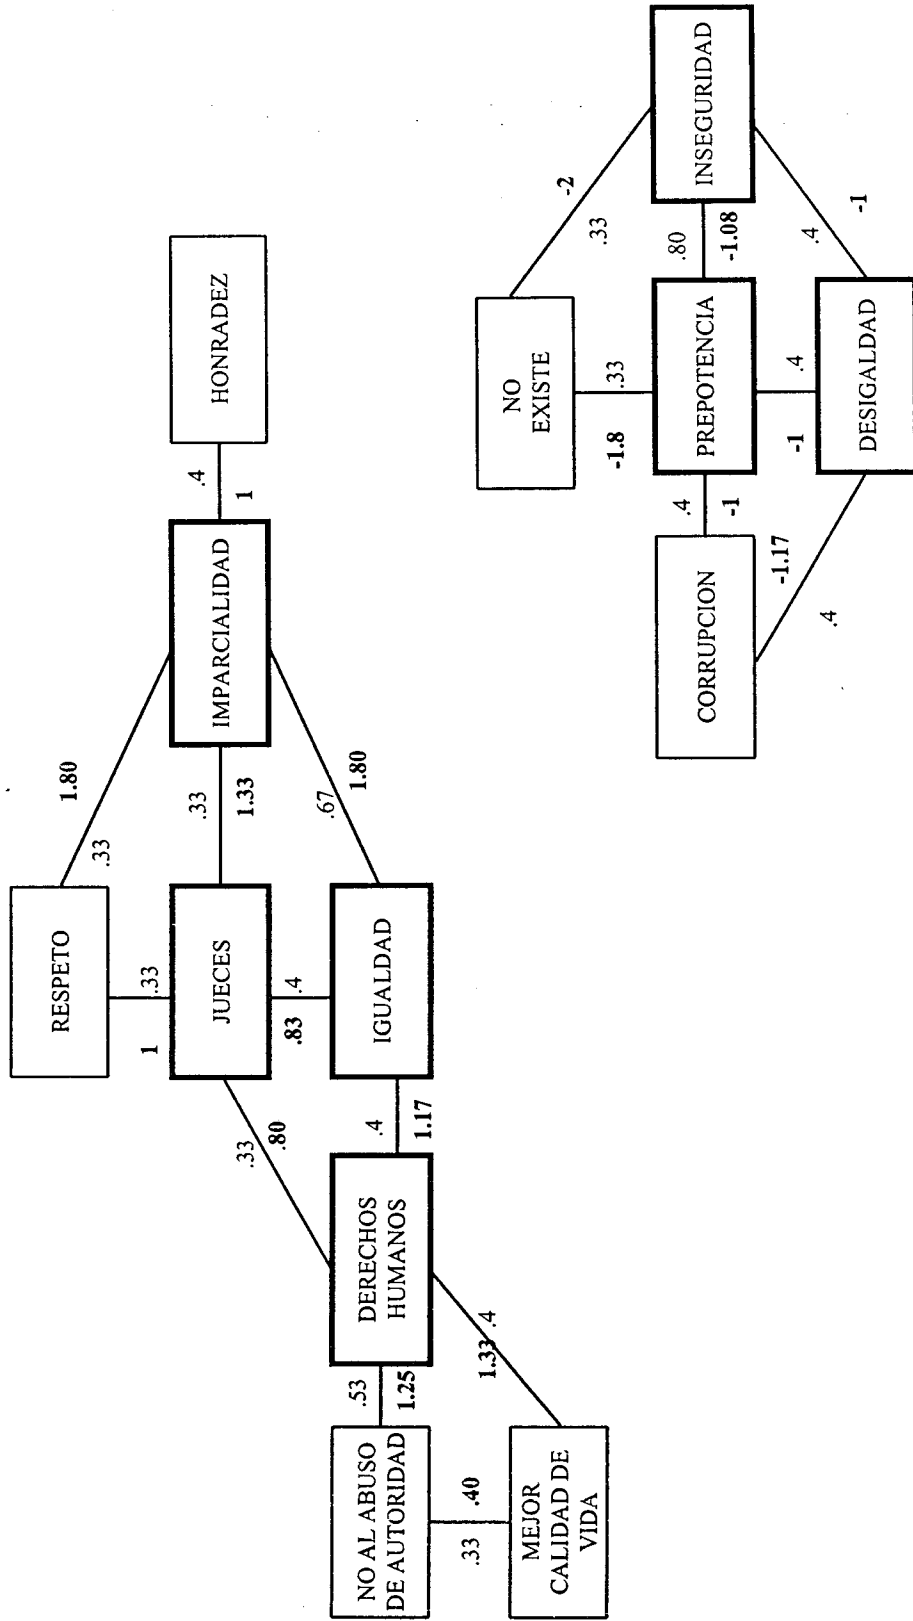 RESPETO
1.80
.33
1
.33
JUECES
.33
1.33
IMPARCIALIDAD
.4
1
HONRADEZ
.33
.80
.83
.4
.67
1.80
NO AL ABUSO
DE AUTORIDAD
.53
1.25
DERECHOS
HUMANOS
.4
1.17
IGUALDAD
.33
.40
1.33
.4
MEJOR
CALIDAD DE
VIDA
NO
EXISTE
-2
.33
-1.8
.33
CORRUPCION
.4
-1
PREPOTENCIA
.80
-1.08
INSEGURIDAD
-1.17
.4
-1
.4
.4
-1
DESIGALDAD